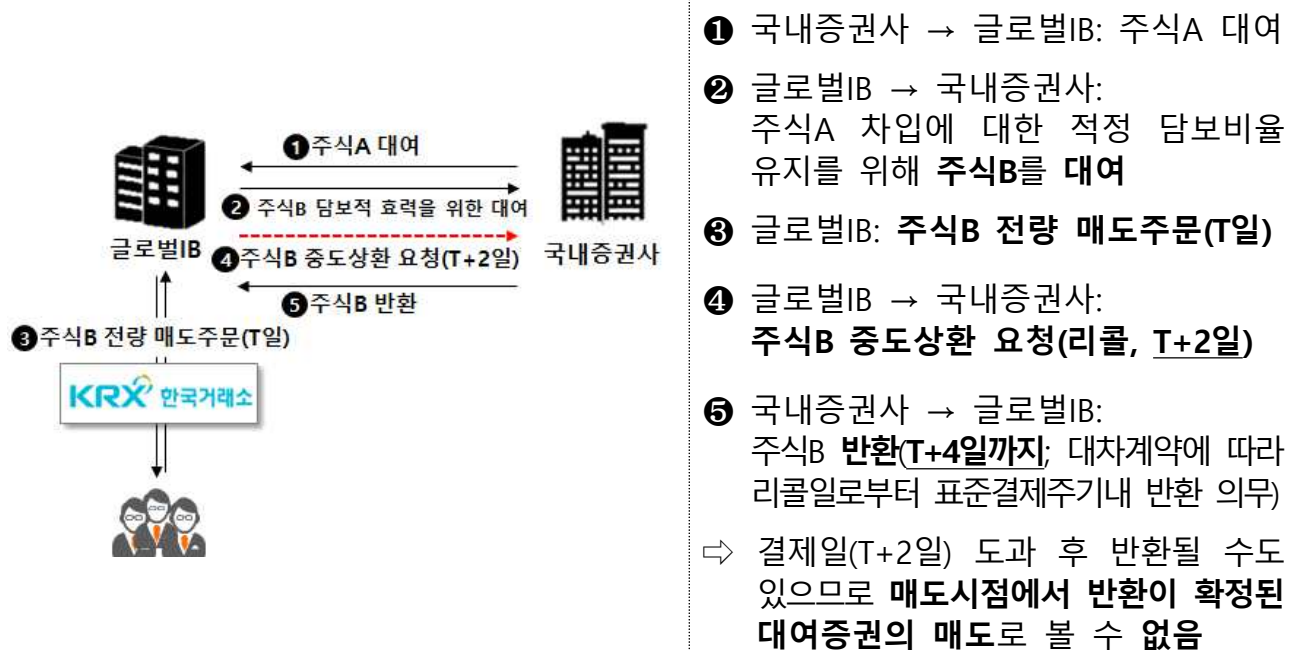 ❶주식A 대여
❷ 주식B 담보적 효력을 위한 대여
글로벌IB
❹주식B 중도상환 요청(T+2일)
국내증권사
❺주식B 반환
❸주식B 전량 매도주문(T일)
KRX 한국거래소
❶ 국내증권사 → 글로벌IB: 주식A 대여
❷ 글로벌IB → 국내증권사:
주식A 차입에 대한 적정 담보비율
유지를 위해 주식B를 대여
❸ 글로벌IB: 주식B 전량 매도주문(T일)
❹ 글로벌IB → 국내증권사:
주식B 중도상환 요청(리콜, T+2일)
❺ 국내증권사 → 글로벌IB:
주식B 반환(T+4일까지; 대차계약에 따라
리콜일로부터 표준결제주기내 반환 의무)
⇨ 결제일(T+2일) 도과 후 반환될 수도
있으므로 매도시점에서 반환이 확정된
대여증권의 매도로 볼 수 없음